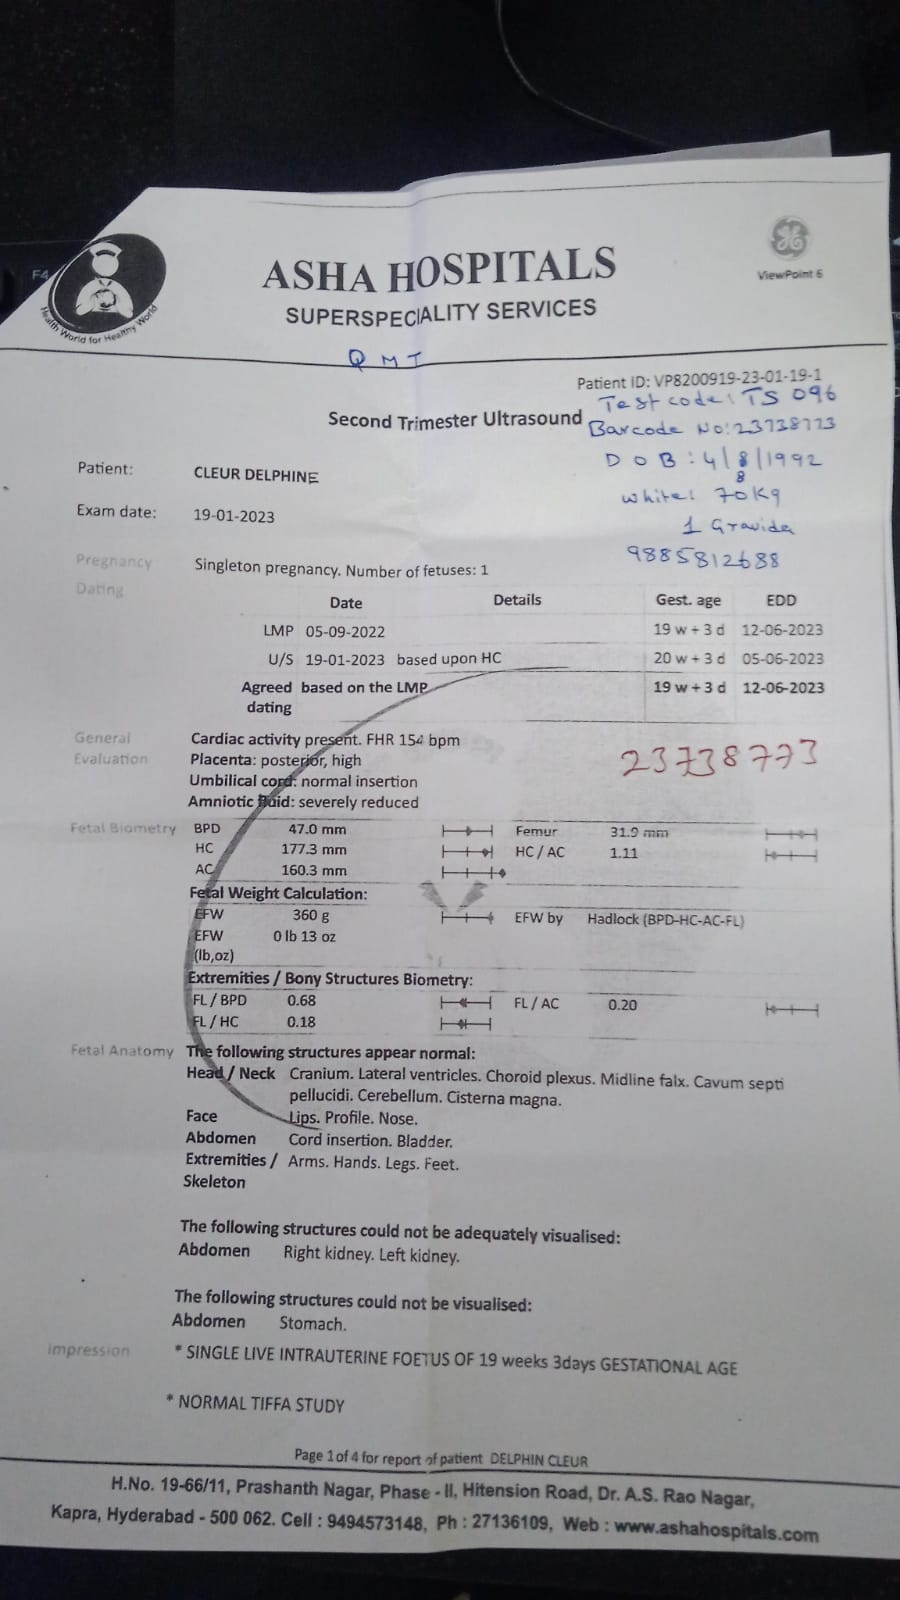 F4
Health World for Healthy World
ASHA HOSPITALS
ViewPoint 6
SUPERSPECIALITY SERVICES
QMT
Patient ID: VP8200919-23-01-19-1
Test code: TS 096
Second Trimester Ultrasound
Barcode No: 23738773
DOB: 4/8/1992
8
Patient: CLEUR DELPHINE
white: 70Kg
Exam date: 19-01-2023
1 Gravida
9885812688
Pregnancy Singleton pregnancy. Number of fetuses: 1
Dating
Date Details Gest. age EDD
LMP 05-09-2022 19 w + 3 d 12-06-2023
U/S 19-01-2023 based upon HC 20 w + 3 d 05-06-2023
Agreed based on the LMP 19 w + 3 d 12-06-2023
dating
General Cardiac activity present. FHR 154 bpm
Evaluation Placenta: posterior, high
23738773
Umbilical cord: normal insertion
Amniotic fluid: severely reduced
Fetal Biometry BPD 47.0 mm Femur 31.9 mm
HC 177.3 mm HC / AC 1.11
AC 160.3 mm
Fetal Weight Calculation:
EFW 360 g EFW by Hadlock (BPD-HC-AC-FL)
EFW 0 lb 13 oz
(lb,oz)
Extremities / Bony Structures Biometry:
FL / BPD 0.68 FL / AC 0.20
FL / HC 0.18
Fetal Anatomy The following structures appear normal:
Head / Neck Cranium. Lateral ventricles. Choroid plexus. Midline falx. Cavum septi
pellucidi. Cerebellum. Cisterna magna.
Face Lips. Profile. Nose.
Abdomen Cord insertion. Bladder.
Extremities / Arms. Hands. Legs. Feet.
Skeleton
The following structures could not be adequately visualised:
Abdomen Right kidney. Left kidney.
The following structures could not be visualised:
Abdomen Stomach.
Impression * SINGLE LIVE INTRAUTERINE FOETUS OF 19 weeks 3days GESTATIONAL AGE
* NORMAL TIFFA STUDY
Page 1 of 4 for report of patient DELPHIN CLEUR
H.No. 19-66/11, Prashanth Nagar, Phase - II, Hitension Road, Dr. A.S. Rao Nagar,
Kapra, Hyderabad - 500 062. Cell : 9494573148, Ph : 27136109, Web : www.ashahospitals.com